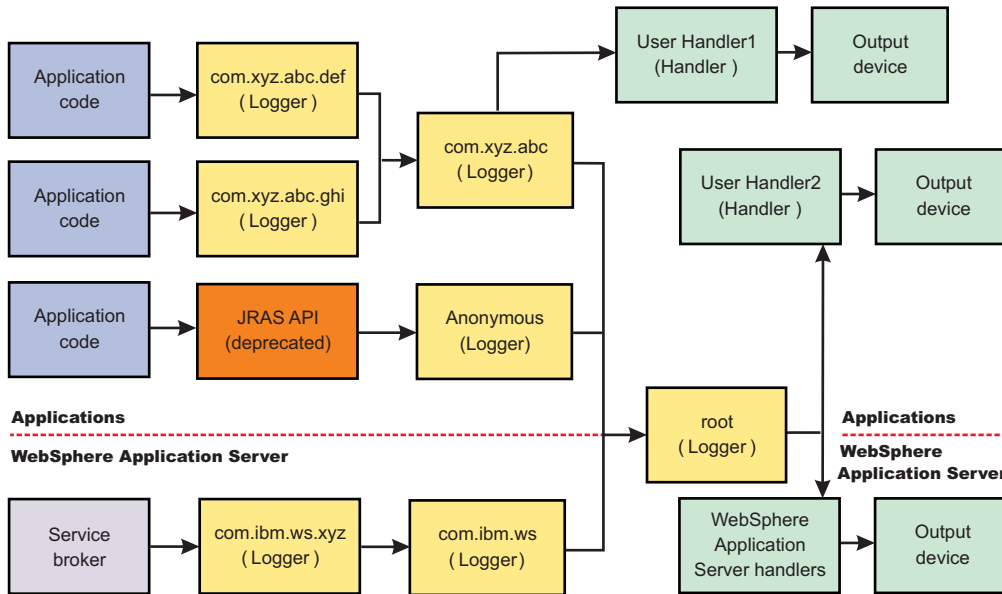 Application
code
com.xyz.abc.def
( Logger )
User Handler1
(Handler )
Output
device
Application
code
com.xyz.abc.ghi
( Logger )
com.xyz.abc
( Logger )
User Handler2
(Handler )
Output
device
Application
code
JRAS API
(deprecated)
Anonymous
(Logger)
Applications
WebSphere Application Server
root
( Logger )
Applications
WebSphere
Application Server
Service
broker
com.ibm.ws.xyz
( Logger )
com.ibm.ws
( Logger )
WebSphere
Application
Server handlers
Output
device